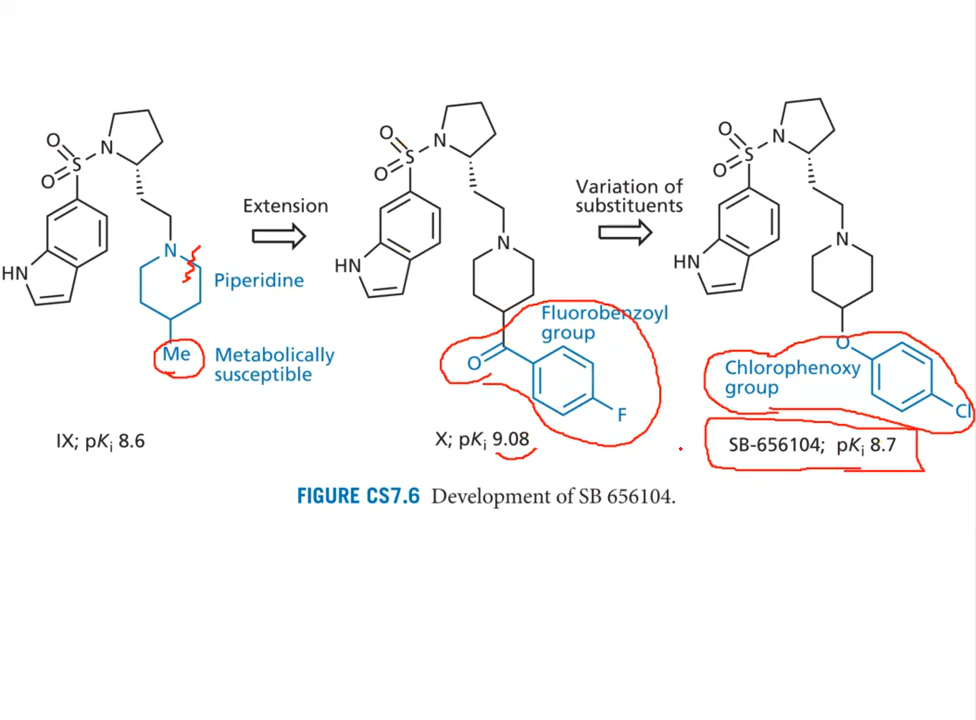 O
S
O
N
N
HN
Piperidine
Me
Metabolically
susceptible
IX; pKi 8.6
Extension
O
S
O
N
N
HN
Fluorobenzoyl
group
O
F
X; pKi 9.08
Variation of
substituents
O
S
O
N
N
HN
O
Chlorophenoxy
group
Cl
SB-656104; pKi 8.7
FIGURE CS7.6 Development of SB 656104.